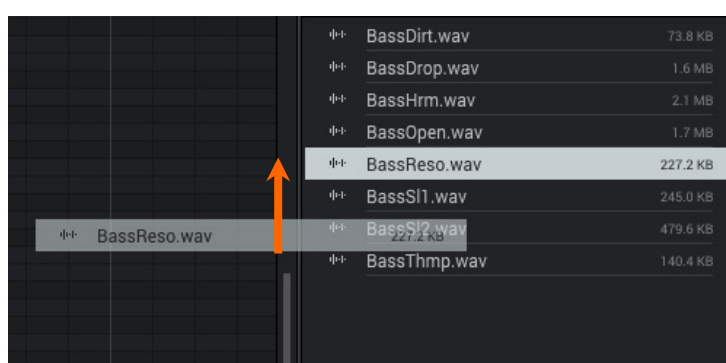 BassDirt.wav 73.8 KB
BassDrop.wav 1.6 MB
BassHrm.wav 2.1 MB
BassOpen.wav 1.7 MB
BassReso.wav 227.2 KB
BassSl1.wav 245.0 KB
BassSl2.wav 479.6 KB
BassReso.wav 227.2 KB
BassThmp.wav 140.4 KB